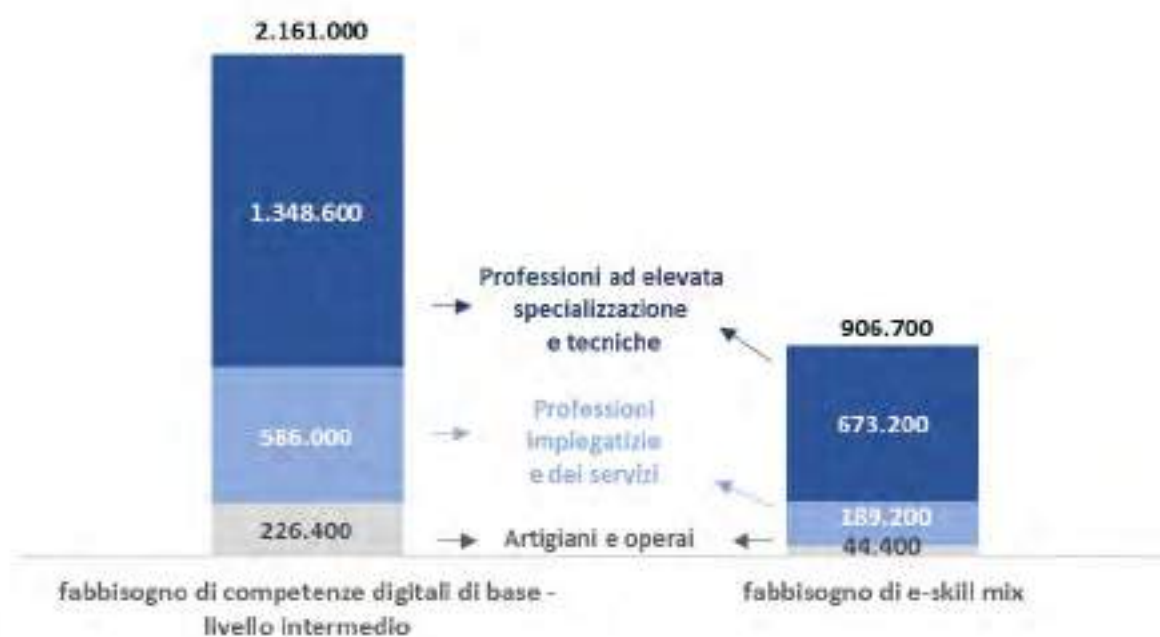 2.161.000
1.348.600
586.000
226.400
Professioni ad elevata
specializzazione
e tecniche
Professioni
impiegatizie
e dei servizi
Artigiani e operai
906.700
673.200
189.200
44.400
fabbisogno di competenze digitali di base -
livello intermedio
fabbisogno di e-skill mix